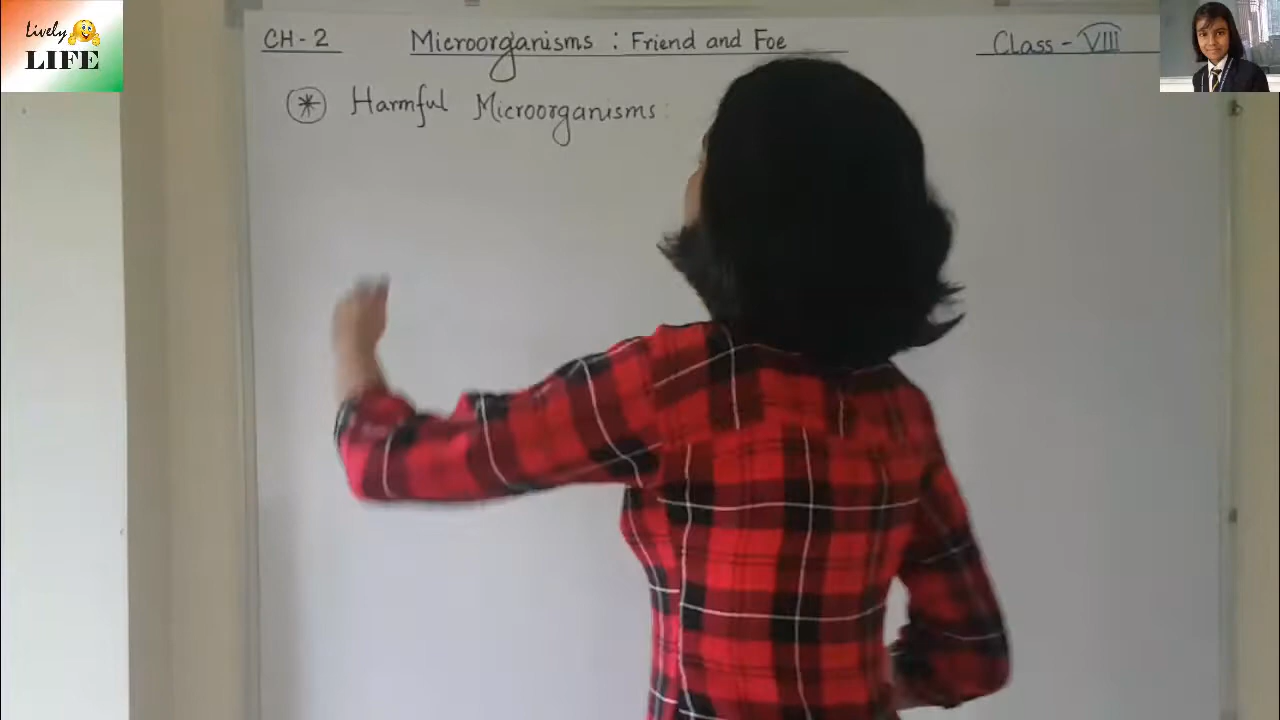 Lively
LIFE
CH - 2 Microorganisms : Friend and Foe Class - VIII
Harmful Microorganisms :